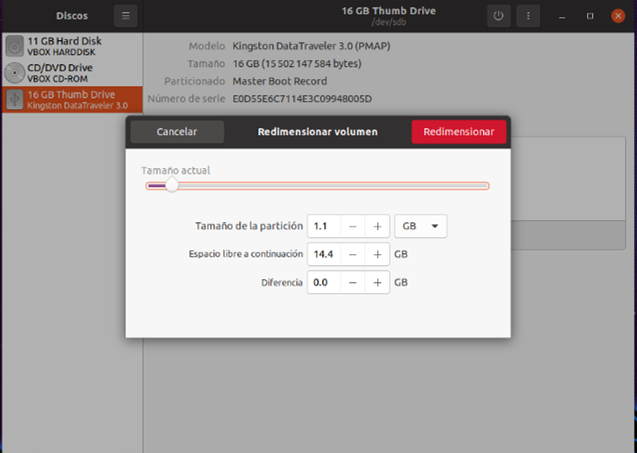 Discos
16 GB Thumb Drive
/dev/sdb
11 GB Hard Disk
VBOX HARDDISK
CD/DVD Drive
VBOX CD-ROM
16 GB Thumb Drive
Kingston DataTraveler 3.0
Modelo Kingston DataTraveler 3.0 (PMAP)
Tamaño 16 GB (15 502 147 584 bytes)
Particionado Master Boot Record
Número de serie E0D55E6C7114E3C09948005D
Cancelar
Redimensionar volumen
Redimensionar
Tamaño actual
Tamaño de la partición 1.1 − + GB
Espacio libre a continuación 14.4 − + GB
Diferencia 0.0 − + GB